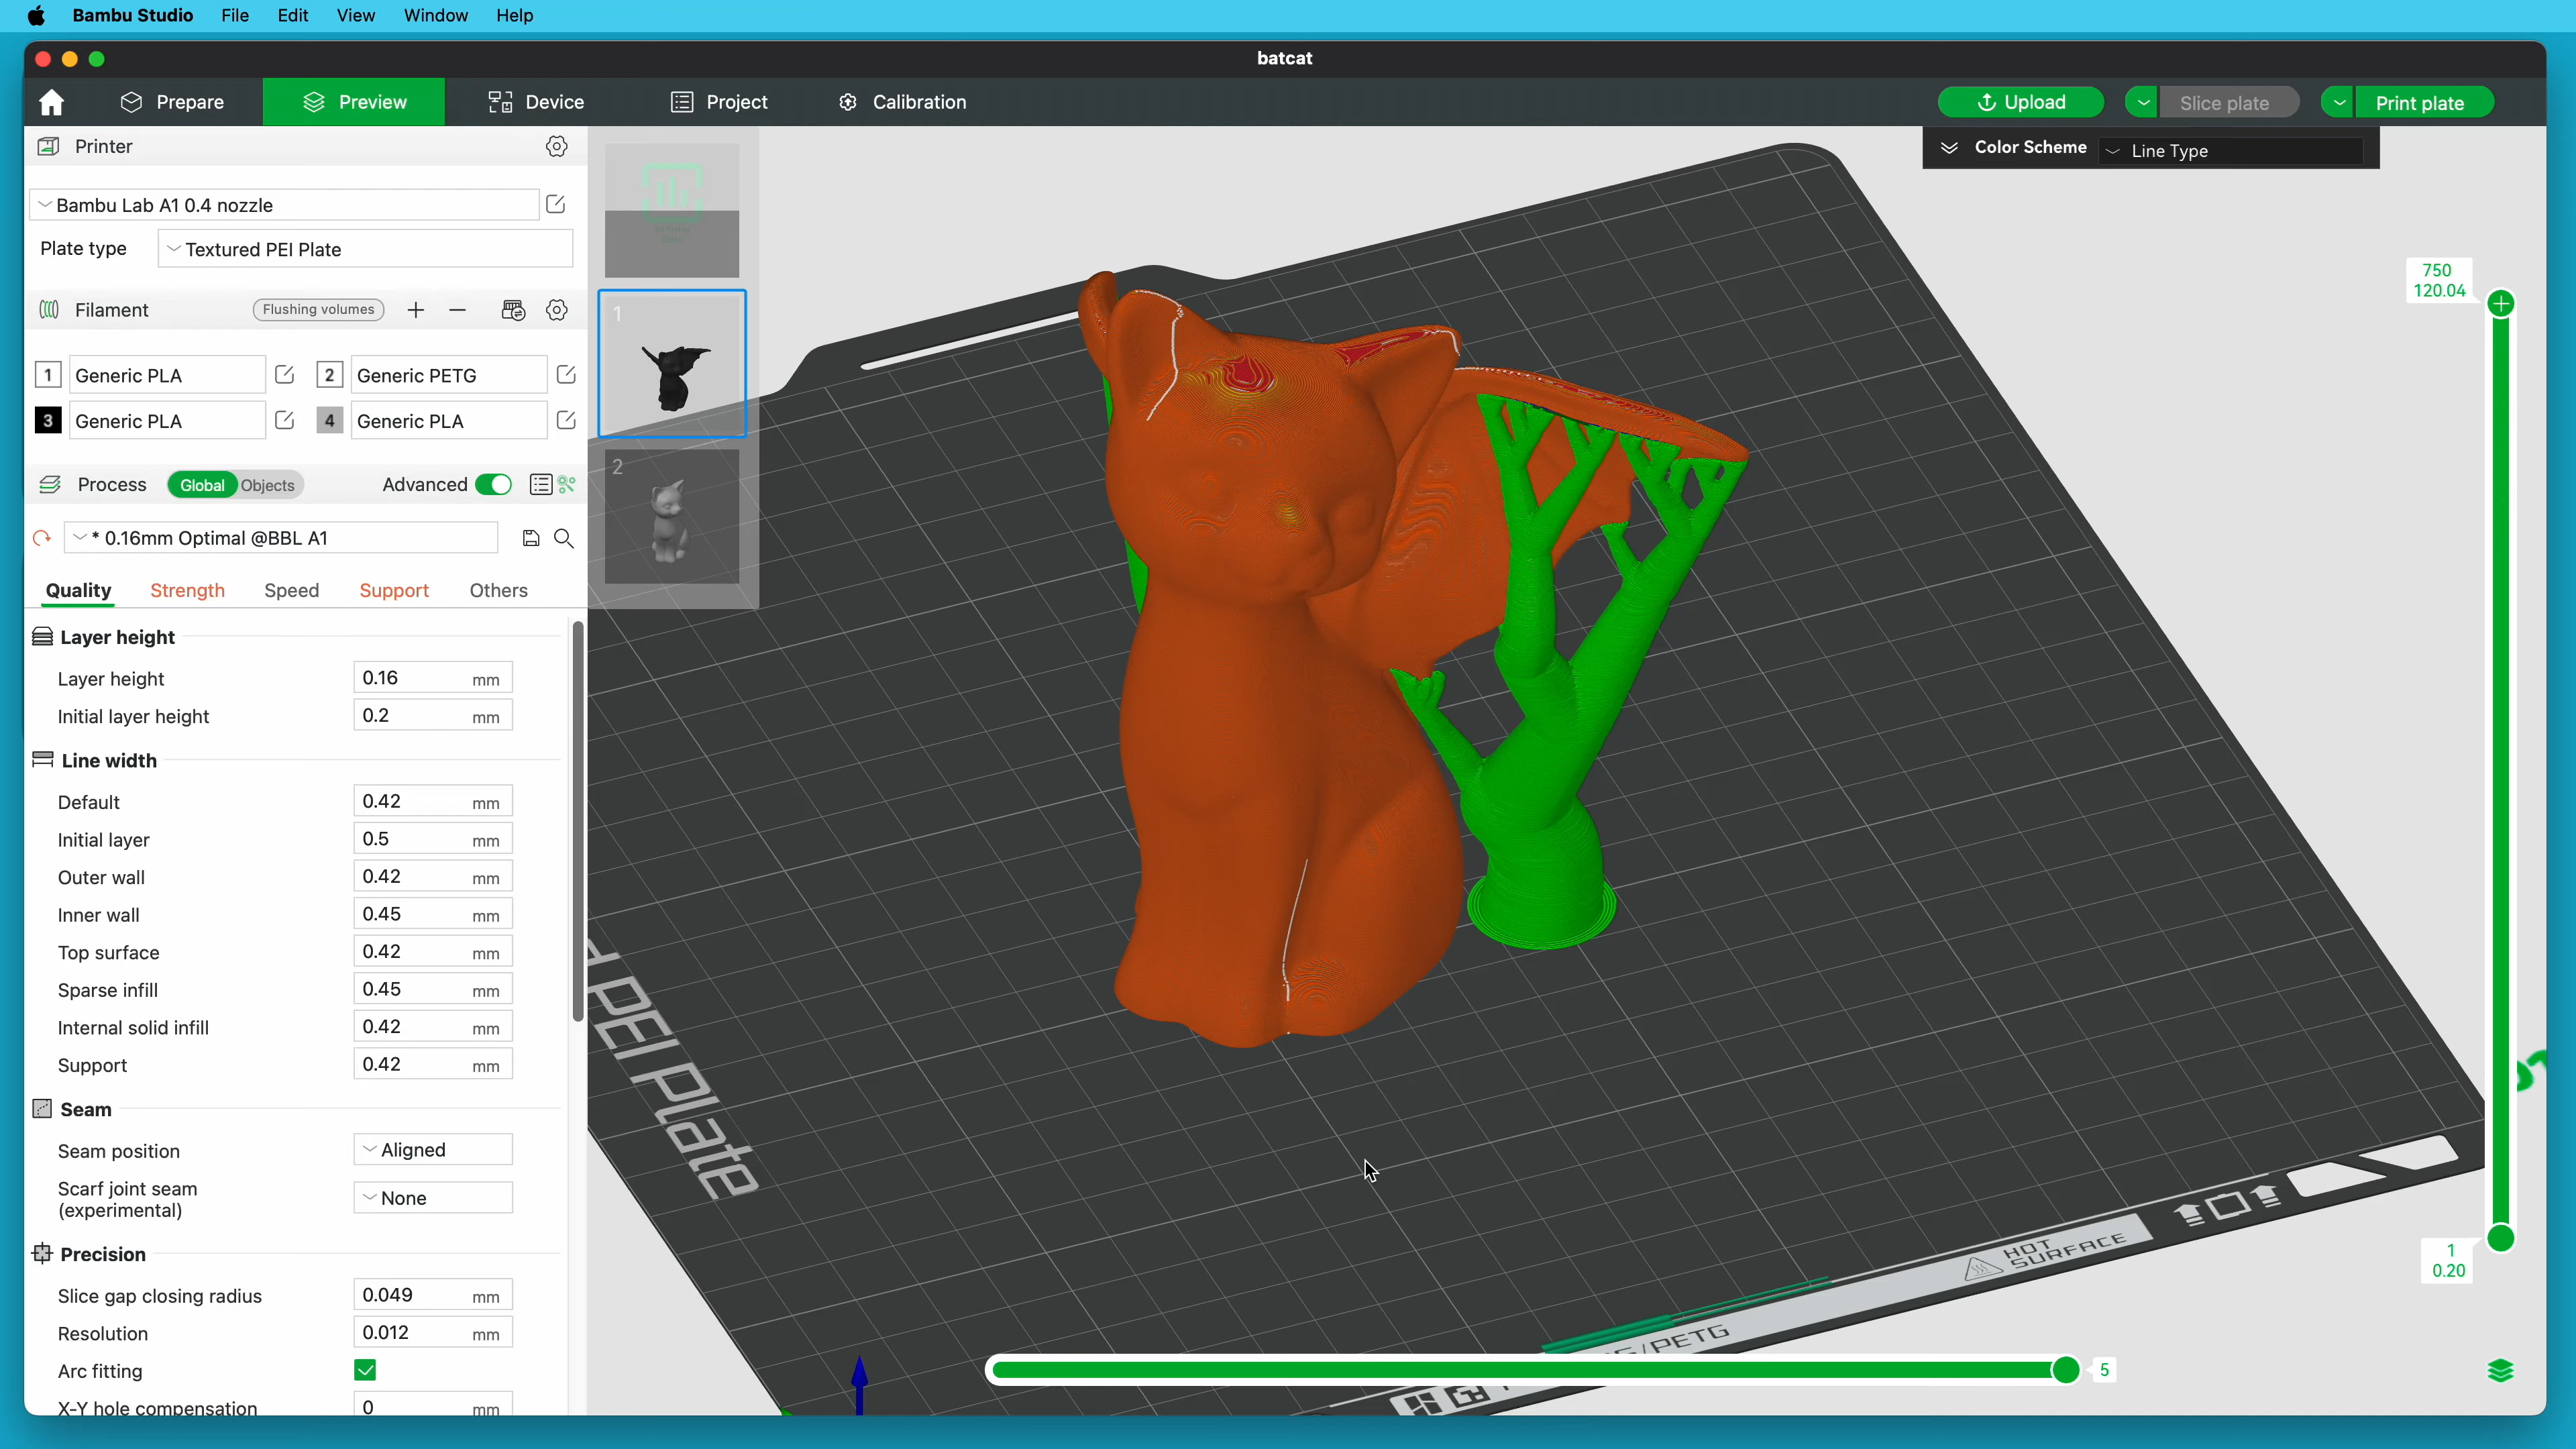 Bambu Studio File Edit View Window Help
batcat
Prepare Preview Device Project Calibration Upload Slice plate Print plate
Printer
Color Scheme Line Type
Bambu Lab A1 0.4 nozzle
Plate type Textured PEI Plate
Filament Flushing volumes
1 Generic PLA 2 Generic PETG
3 Generic PLA 4 Generic PLA
Process Global Objects Advanced
* 0.16mm Optimal @BBL A1
Quality Strength Speed Support Others
Layer height
Layer height 0.16 mm
Initial layer height 0.2 mm
Line width
Default 0.42 mm
Initial layer 0.5 mm
Outer wall 0.42 mm
Inner wall 0.45 mm
Top surface 0.42 mm
Sparse infill 0.45 mm
Internal solid infill 0.42 mm
Support 0.42 mm
Seam
Seam position Aligned
Scarf joint seam
(experimental) None
Precision
Slice gap closing radius 0.049 mm
Resolution 0.012 mm
Arc fitting
X-Y hole compensation 0 mm
1
2
750
120.04
1
0.20
5
PEI Plate
HOT
SURFACE
/PETG